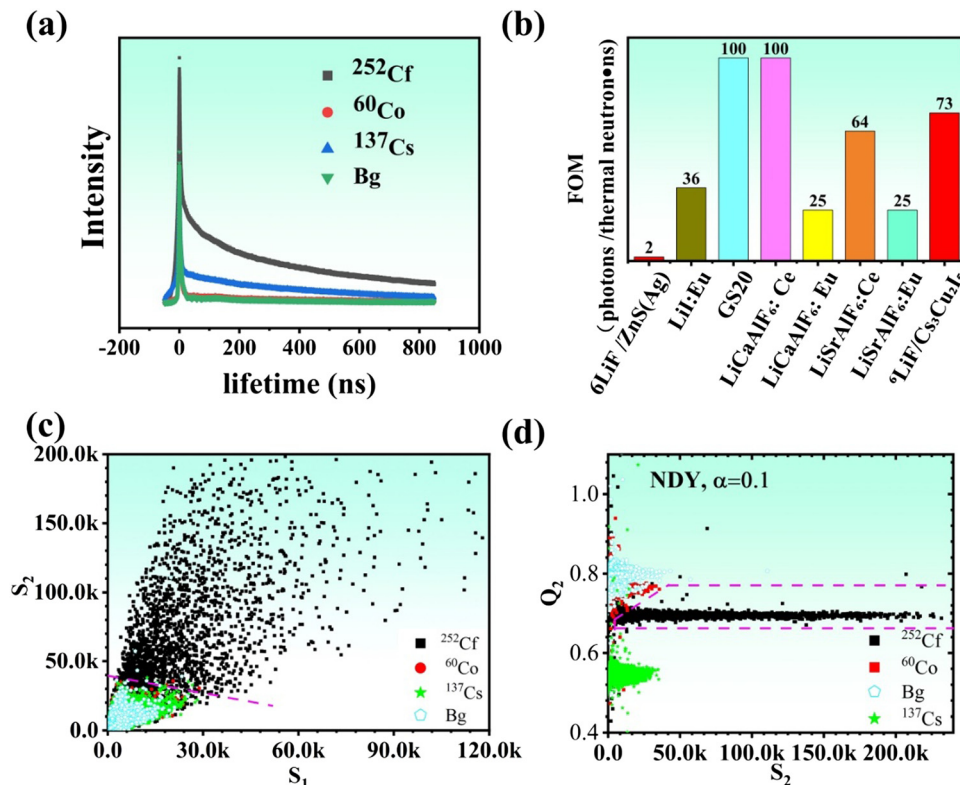 (a)
Intensity
²⁵²Cf
⁶⁰Co
¹³⁷Cs
Bg
-200 0 200 400 600 800 1000
lifetime (ns)
(b)
FOM
(photons /thermal neutron•ns)
2
36
100
100
25
64
25
73
6LiF /ZnS(Ag)
LiI:Eu
GS20
LiCaAlF₆: Ce
LiCaAlF₆: Eu
LiSrAlF₆:Ce
LiSrAlF₆:Eu
(c)
S₂
200.0k
150.0k
100.0k
50.0k
0.0
²⁵²Cf
⁶⁰Co
¹³⁷Cs
Bg
0.0 30.0k 60.0k 90.0k 120.0k
S₁
(d)
Q₂
NDY, α=0.1
1.0
0.8
0.6
0.4
²⁵²Cf
⁶⁰Co
Bg
¹³⁷Cs
0.0 50.0k 100.0k 150.0k 200.0k
S₂